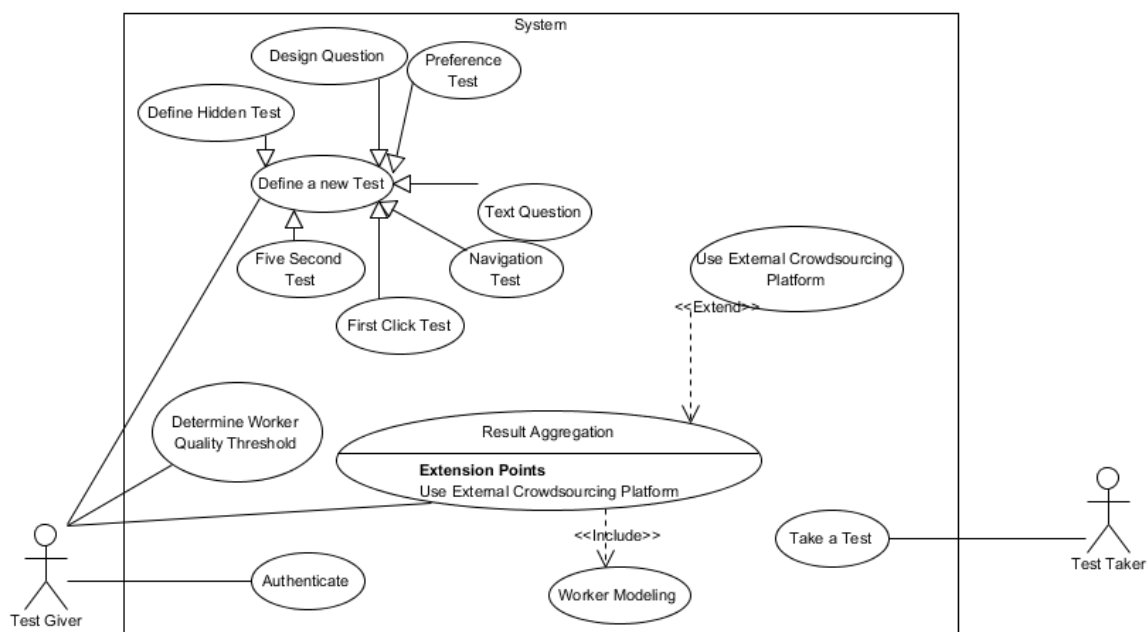 System
Design Question
Preference
Test
Define Hidden Test
Define a new Test
Text Question
Five Second
Test
Navigation
Test
Use External Crowdsourcing
Platform
<<Extend>>
First Click Test
Determine Worker
Quality Threshold
Result Aggregation
Extension Points
Use External Crowdsourcing Platform
<<Include>>
Take a Test
Test Taker
Authenticate
Worker Modeling
Test Giver